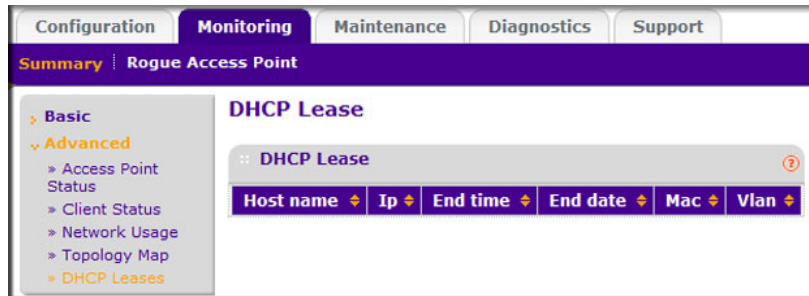 Configuration Monitoring Maintenance Diagnostics Support
Summary Rogue Access Point
Basic
Advanced
» Access Point
Status
» Client Status
» Network Usage
» Topology Map
» DHCP Leases
DHCP Lease
DHCP Lease ?
Host name Ip End time End date Mac Vlan